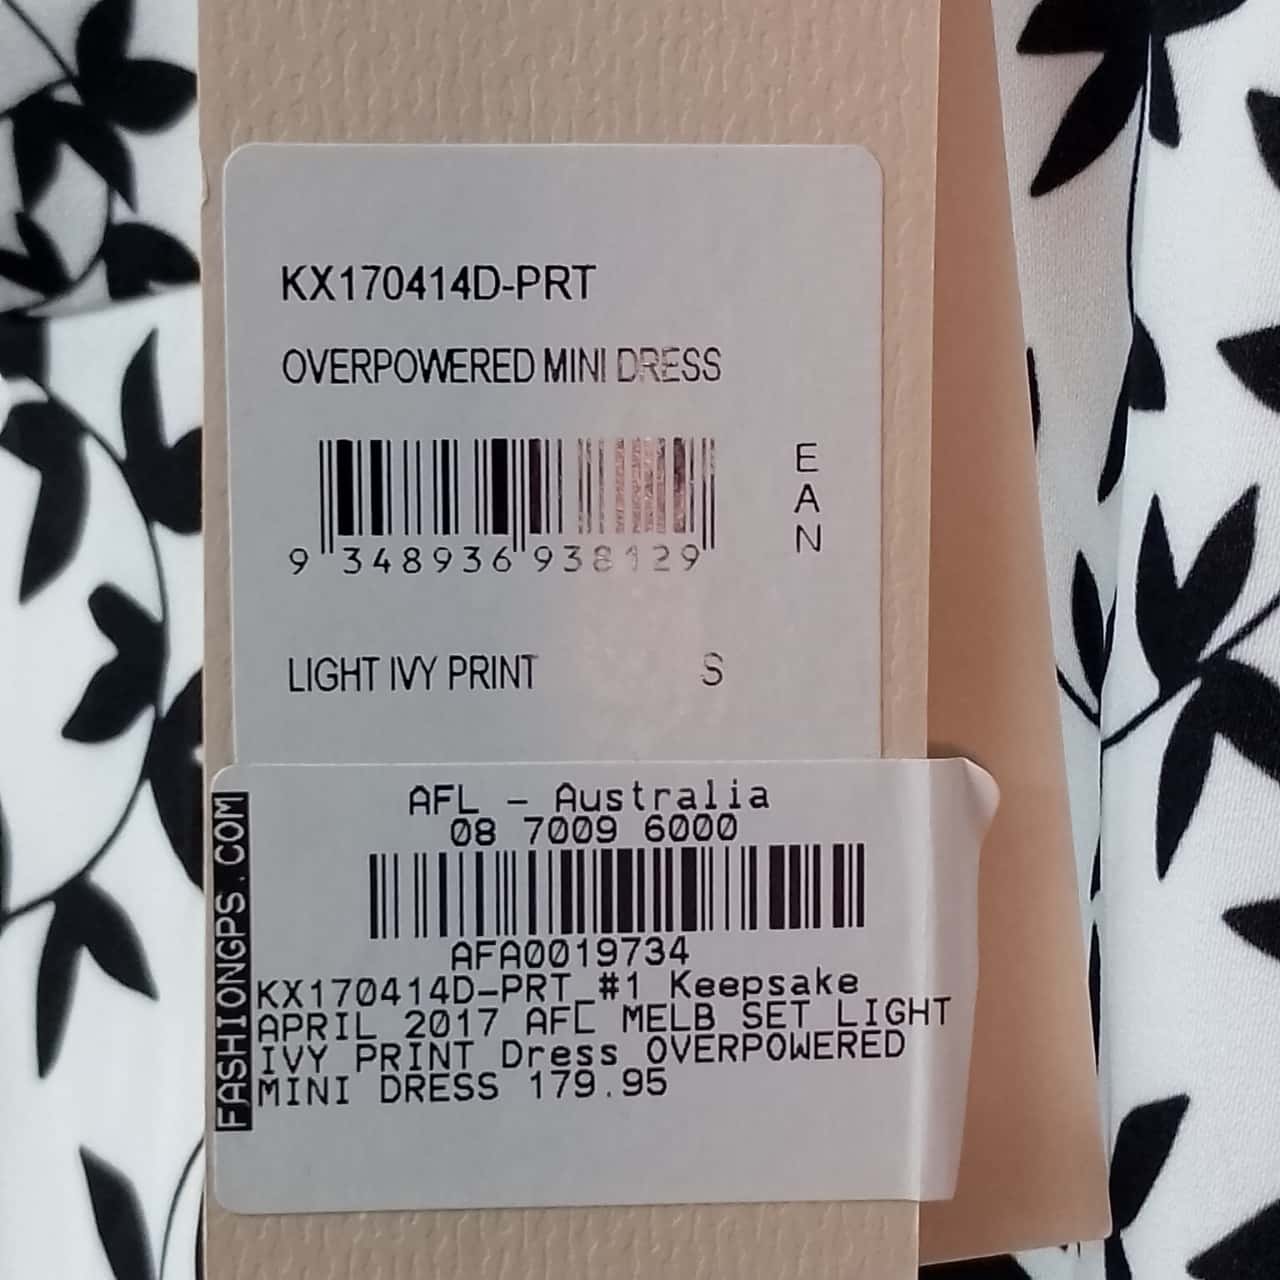 KX170414D-PRT
OVERPOWERED MINI DRESS
9 348936 938129
EAN
LIGHT IVY PRINT S
AFL - Australia
08 7009 6000
AFA0019734
KX170414D-PRT #1 Keepsake
APRIL 2017 AFL MELB SET LIGHT
IVY PRINT Dress OVERPOWERED
MINI DRESS 179.95
FASHIONGPS.COM